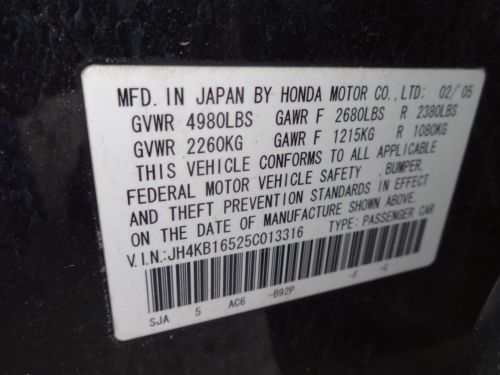 MFD. IN JAPAN BY HONDA MOTOR CO., LTD: 02/'05
GVWR 4980LBS GAWR F 2680LBS R 2380LBS
GVWR 2260KG GAWR F 1215KG R 1080KG
THIS VEHICLE CONFORMS TO ALL APPLICABLE
FEDERAL MOTOR VEHICLE SAFETY ,BUMPER,
AND THEFT PREVENTION STANDARDS IN EFFECT
ON THE DATE OF MANUFACTURE SHOWN ABOVE.
V.I.N.:JH4KB16525C013316 TYPE: PASSENGER CAR
SJA 5 AC6 -B92P -F -C